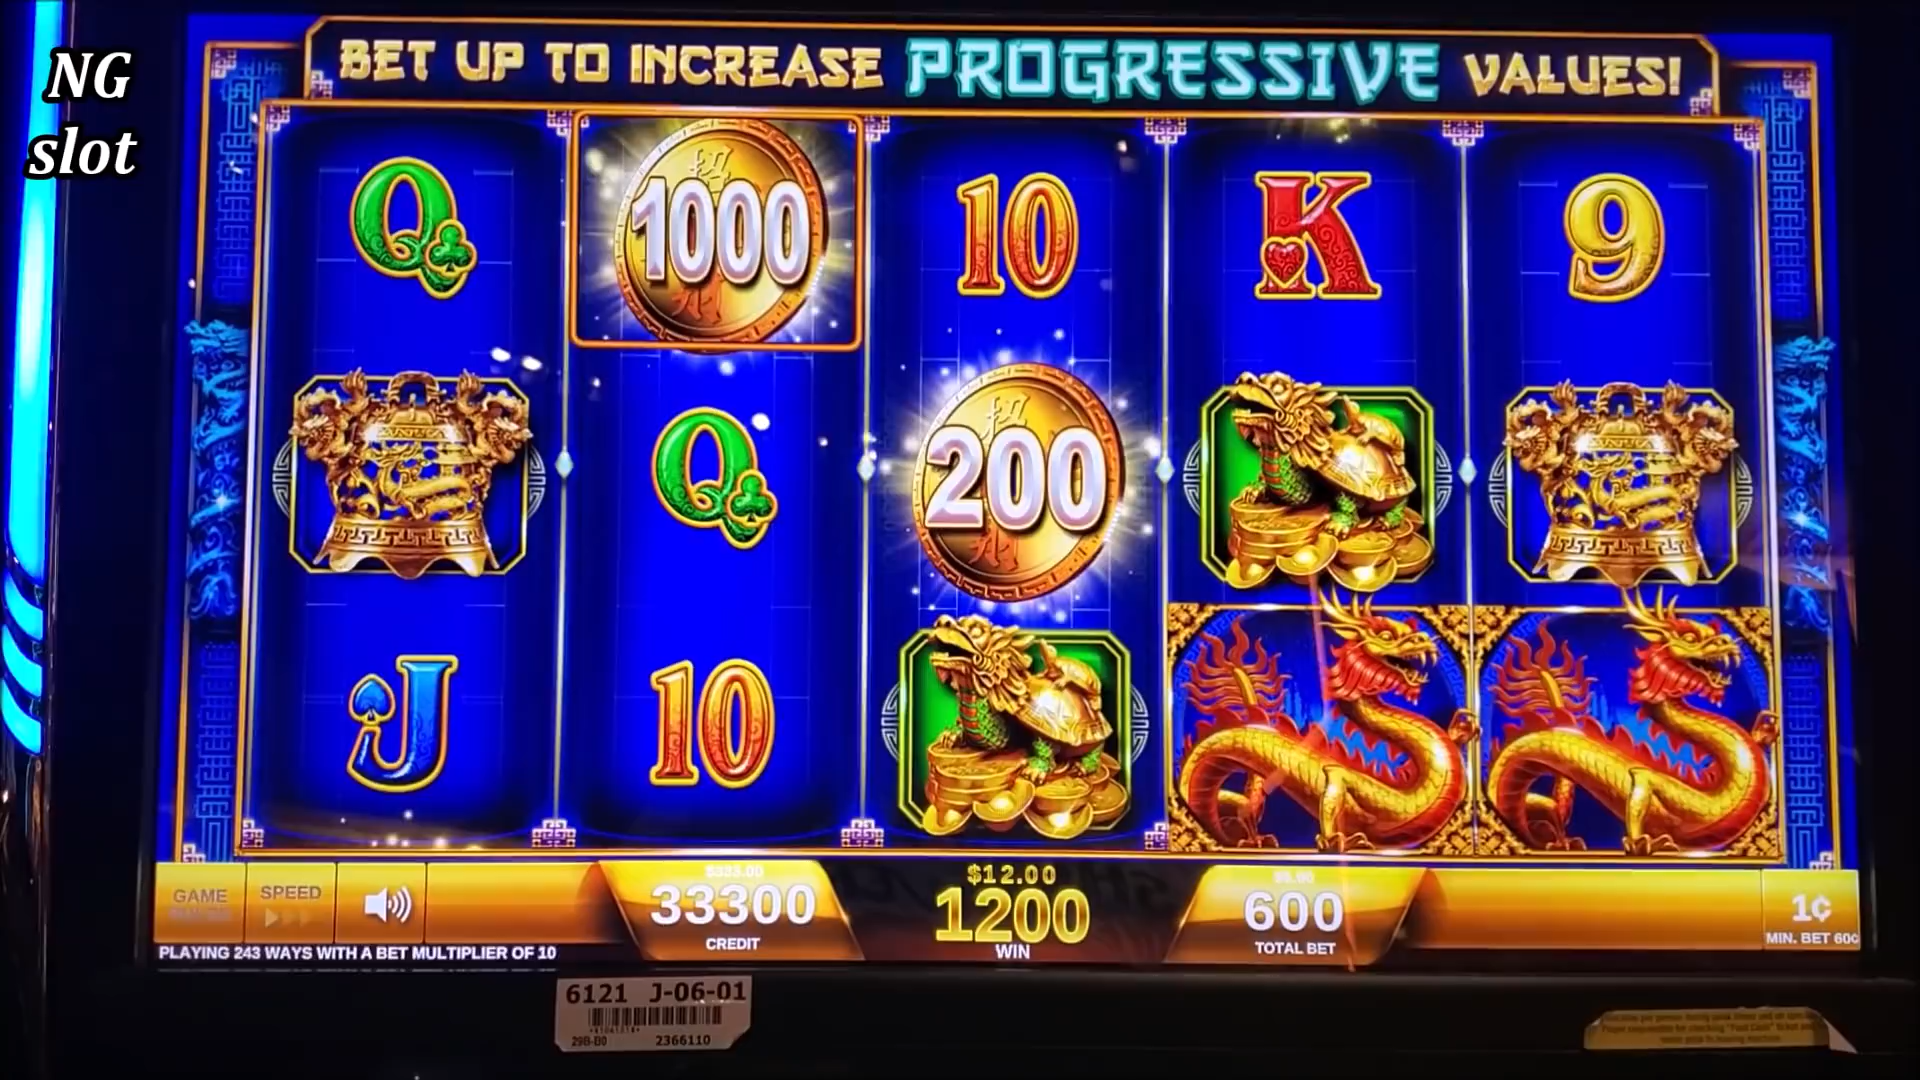 NG
slot
BET UP TO INCREASE PROGRESSIVE VALUES!
Q 1000 10 K 9
Q 200
J 10
GAME
SPEED
$333.00
33300
CREDIT
$12.00
1200
WIN
600
TOTAL BET
1¢
MIN. BET 60¢
PLAYING 243 WAYS WITH A BET MULTIPLIER OF 10
6121 J-06-01
29B-B0 2366110